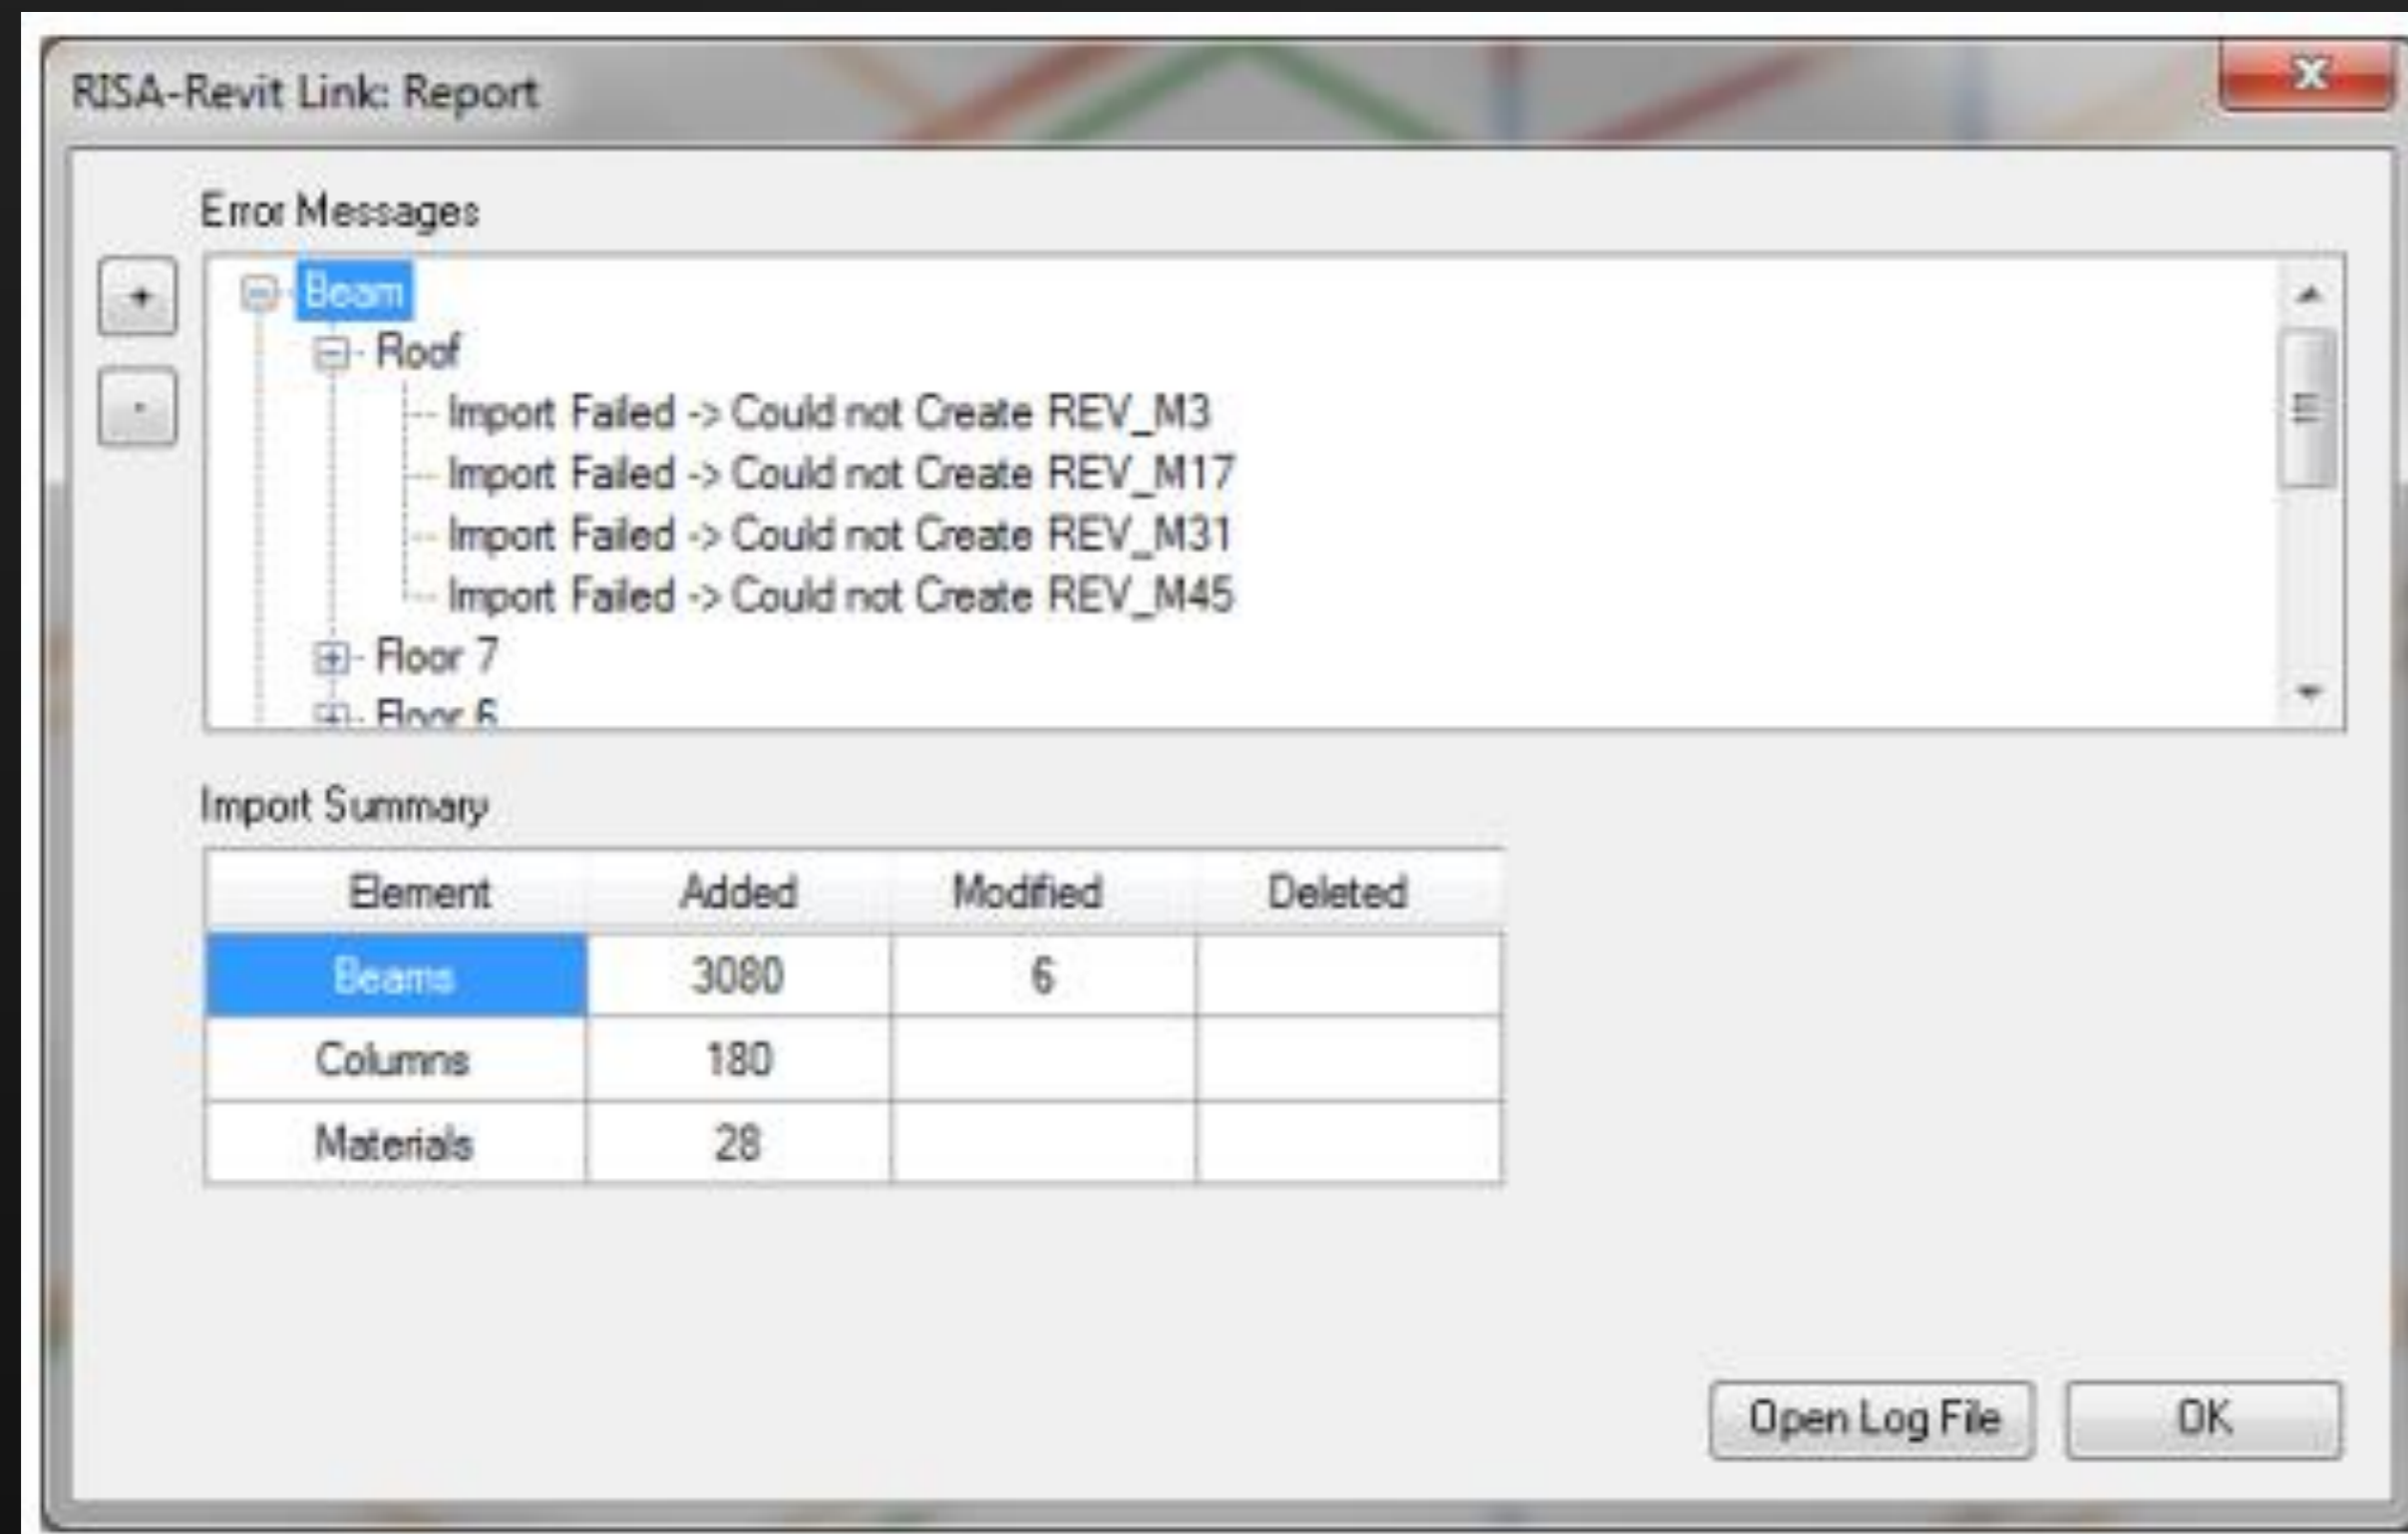 RISA-Revit Link: Report
Error Messages
Beam
Roof
Import Failed -> Could not Create REV_M3
Import Failed -> Could not Create REV_M17
Import Failed -> Could not Create REV_M31
Import Failed -> Could not Create REV_M45
Floor 7
Floor 6
Import Summary
Element Added Modified Deleted
Beams 3080 6
Columns 180
Materials 28
Open Log File OK